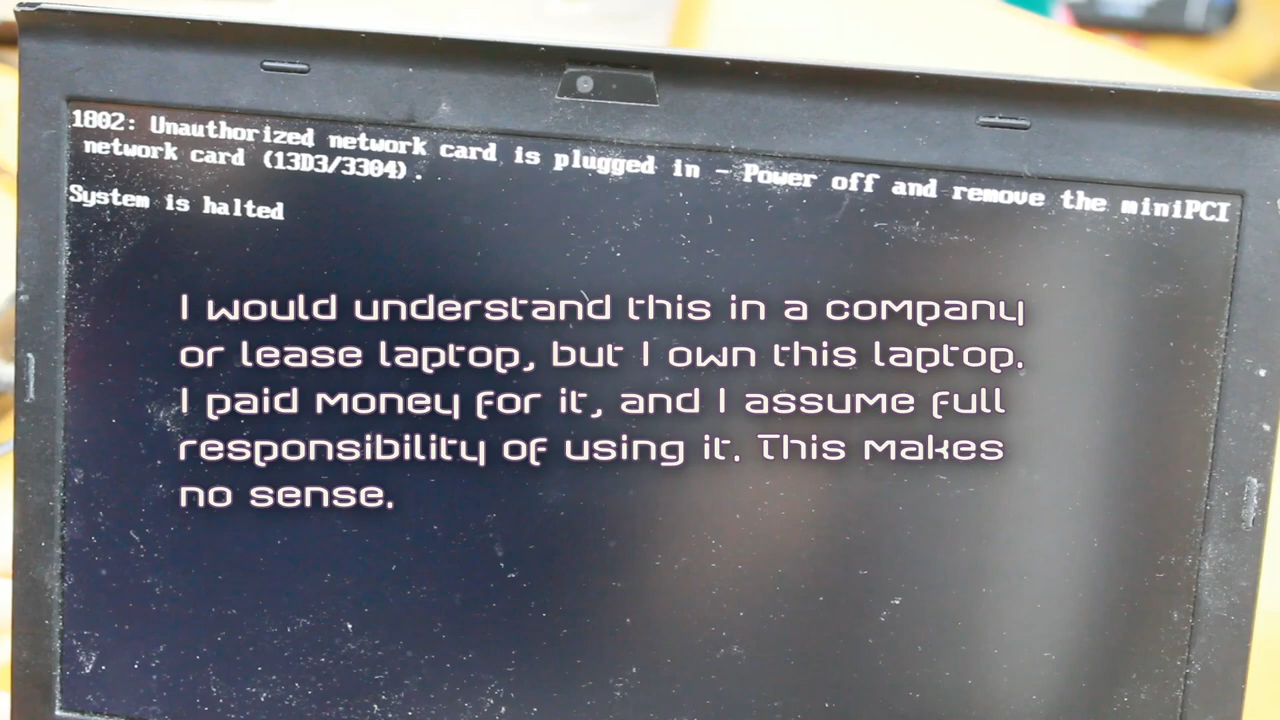 1802: Unauthorized network card is plugged in - Power off and remove the miniPCI
network card (13D3/3304).
System is halted
I would understand this in a company
or lease laptop, but I own this laptop.
I paid money for it, and I assume full
responsibility of using it. This makes
no sense.